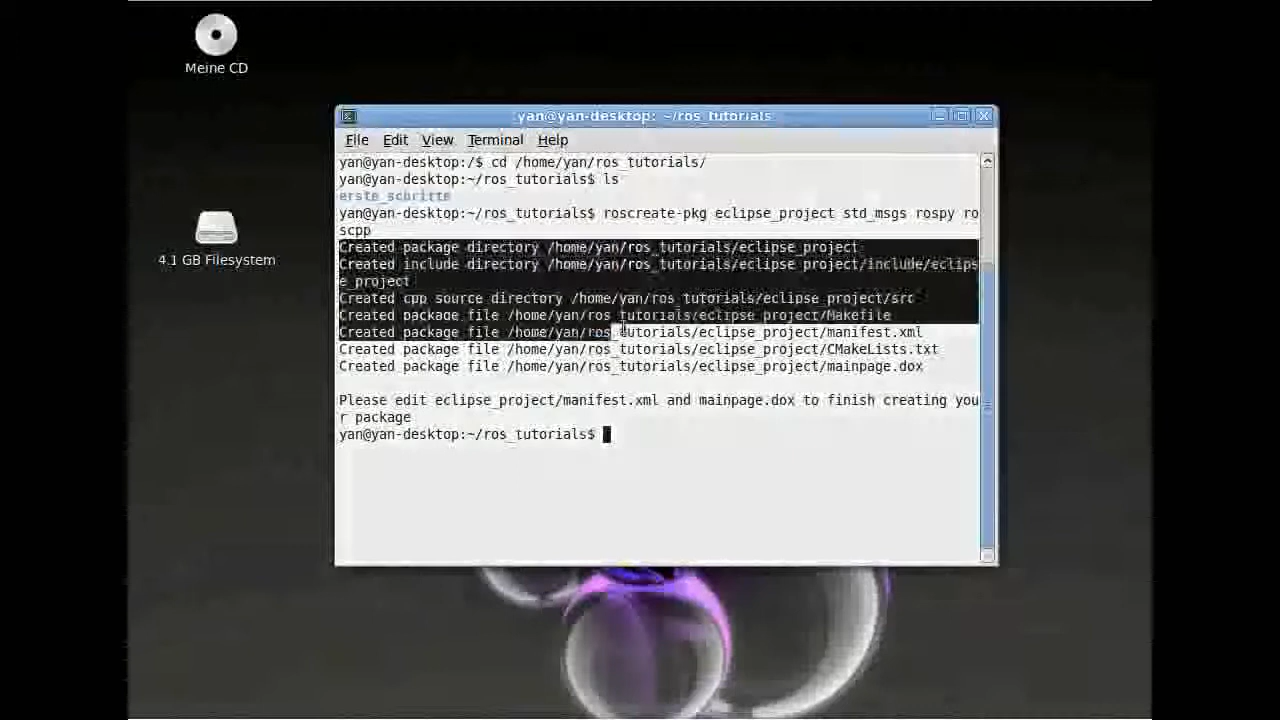 Meine CD
4.1 GB Filesystem
yan@yan-desktop: ~/ros_tutorials
File Edit View Terminal Help
yan@yan-desktop:/$ cd /home/yan/ros_tutorials/
yan@yan-desktop:~/ros_tutorials$ ls
erste_schritte
yan@yan-desktop:~/ros_tutorials$ roscreate-pkg eclipse_project std_msgs rospy ro
scpp
Created package directory /home/yan/ros_tutorials/eclipse_project
Created include directory /home/yan/ros_tutorials/eclipse_project/include/eclips
e_project
Created cpp source directory /home/yan/ros_tutorials/eclipse_project/src
Created package file /home/yan/ros_tutorials/eclipse_project/Makefile
Created package file /home/yan/ros_tutorials/eclipse_project/manifest.xml
Created package file /home/yan/ros_tutorials/eclipse_project/CMakeLists.txt
Created package file /home/yan/ros_tutorials/eclipse_project/mainpage.dox
Please edit eclipse_project/manifest.xml and mainpage.dox to finish creating you
r package
yan@yan-desktop:~/ros_tutorials$